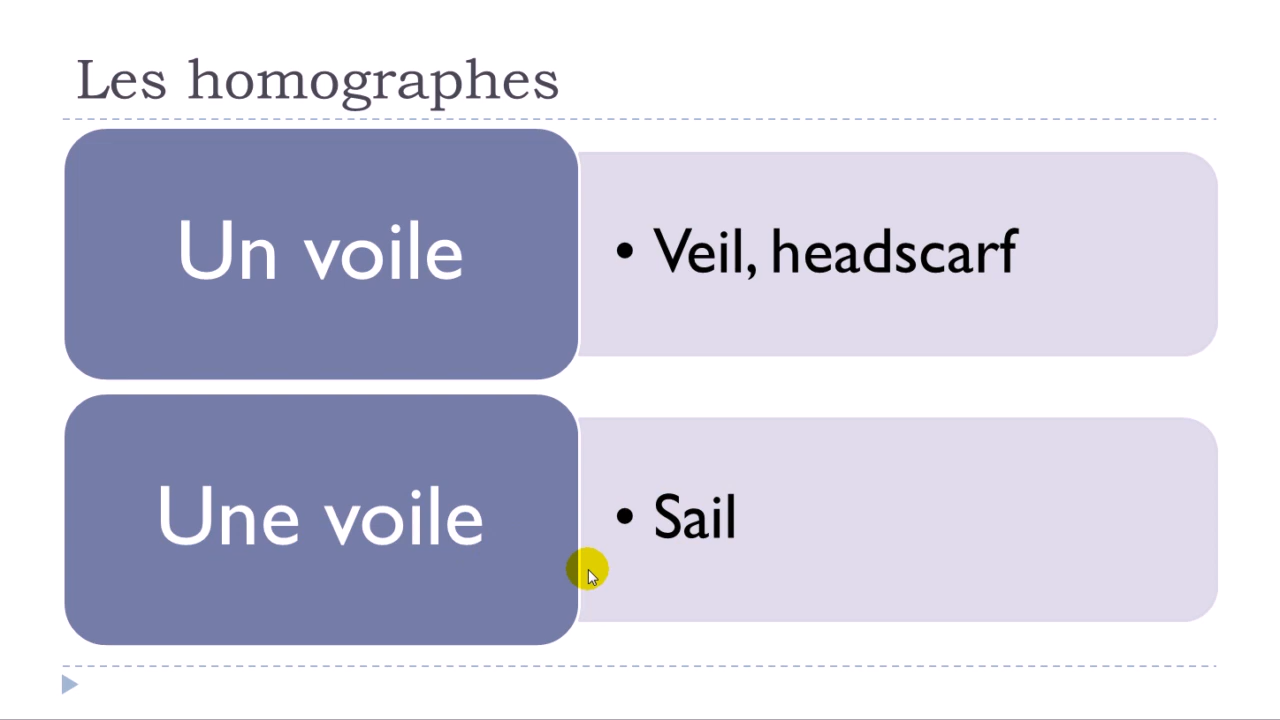 Les homographes
Un voile
• Veil, headscarf
Une voile
• Sail